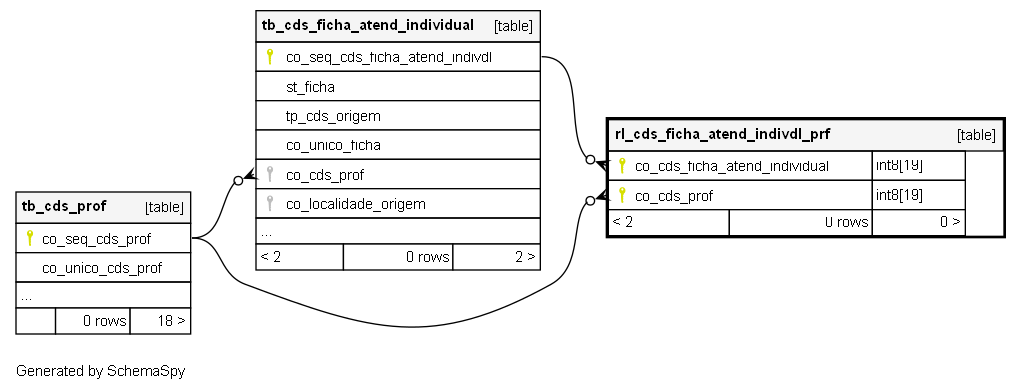 tb_cds_ficha_atend_individual [table]
co_seq_cds_ficha_atend_individl
st_ficha
tp_cds_origem
co_unico_ficha
co_cds_prof
co_localidade_origem
...
< 2 0 rows 2 >
rl_cds_ficha_atend_individl_prf [table]
co_cds_ficha_atend_individual int8[19]
co_cds_prof int8[19]
< 2 0 rows 0 >
tb_cds_prof [table]
co_seq_cds_prof
co_unico_cds_prof
...
0 rows 18 >
Generated by SchemaSpy